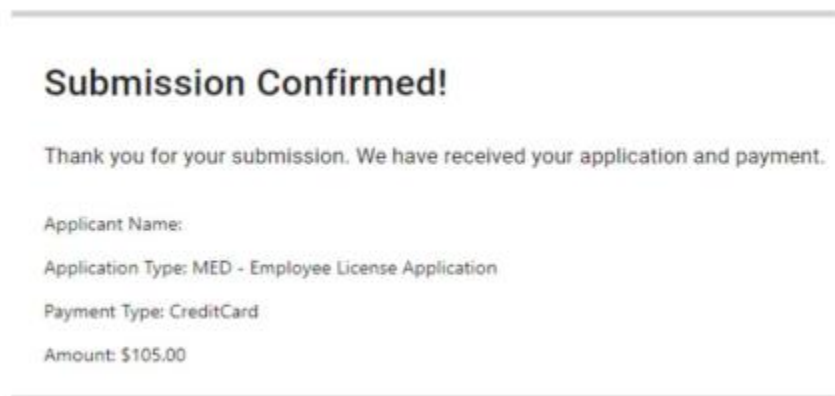 Submission Confirmed!
Thank you for your submission. We have received your application and payment.
Applicant Name:
Application Type: MED - Employee License Application
Payment Type: CreditCard
Amount: $105.00